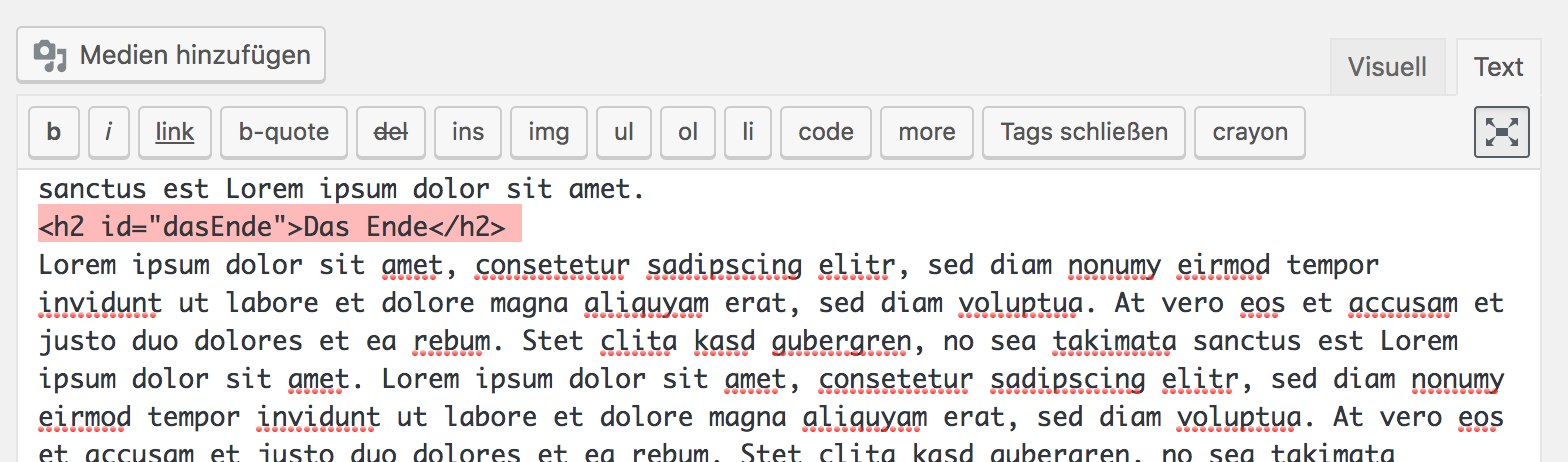 Medien hinzufügen
Visuell Text
b i link b-quote del ins img ul ol li code more Tags schließen crayon
sanctus est Lorem ipsum dolor sit amet.
<h2 id="dasEnde">Das Ende</h2>
Lorem ipsum dolor sit amet, consetetur sadipscing elitr, sed diam nonumy eirmod tempor
invidunt ut labore et dolore magna aliquyam erat, sed diam voluptua. At vero eos et accusam et
justo duo dolores et ea rebum. Stet clita kasd gubergren, no sea takimata sanctus est Lorem
ipsum dolor sit amet. Lorem ipsum dolor sit amet, consetetur sadipscing elitr, sed diam nonumy
eirmod tempor invidunt ut labore et dolore magna aliquyam erat, sed diam voluptua. At vero eos
et accusam et justo duo dolores et ea rebum. Stet clita kasd gubergren, no sea takimata